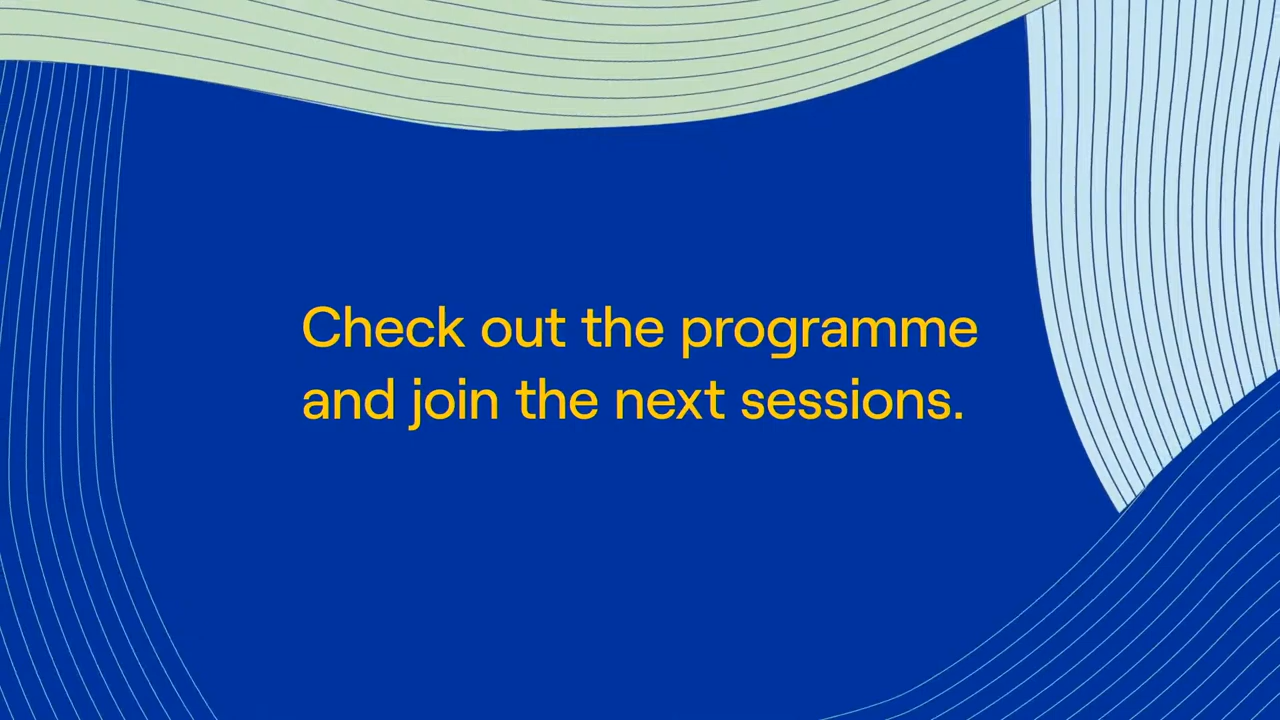 Check out the programme
and join the next sessions.